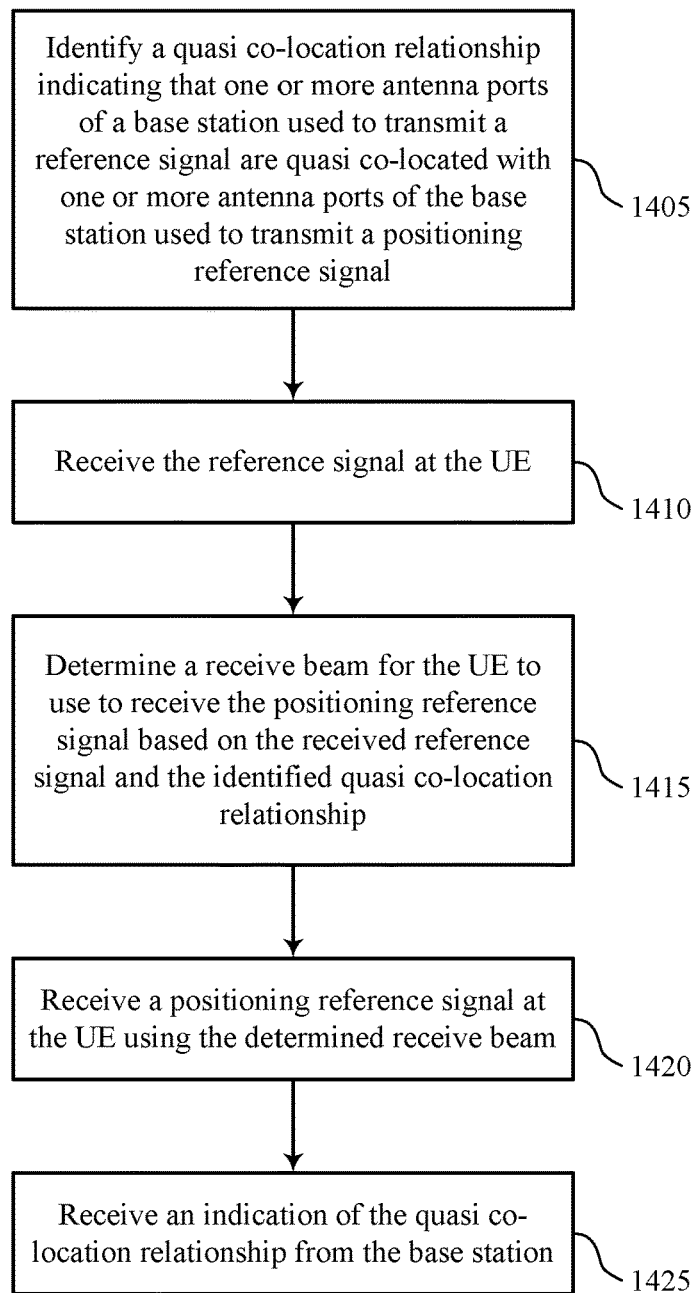 Identify a quasi co-location relationship
indicating that one or more antenna ports
of a base station used to transmit a
reference signal are quasi co-located with
one or more antenna ports of the base
station used to transmit a positioning
reference signal
1405
Receive the reference signal at the UE
1410
Determine a receive beam for the UE to
use to receive the positioning reference
signal based on the received reference
signal and the identified quasi co-location
relationship
1415
Receive a positioning reference signal at
the UE using the determined receive beam
1420
Receive an indication of the quasi co-
location relationship from the base station
1425